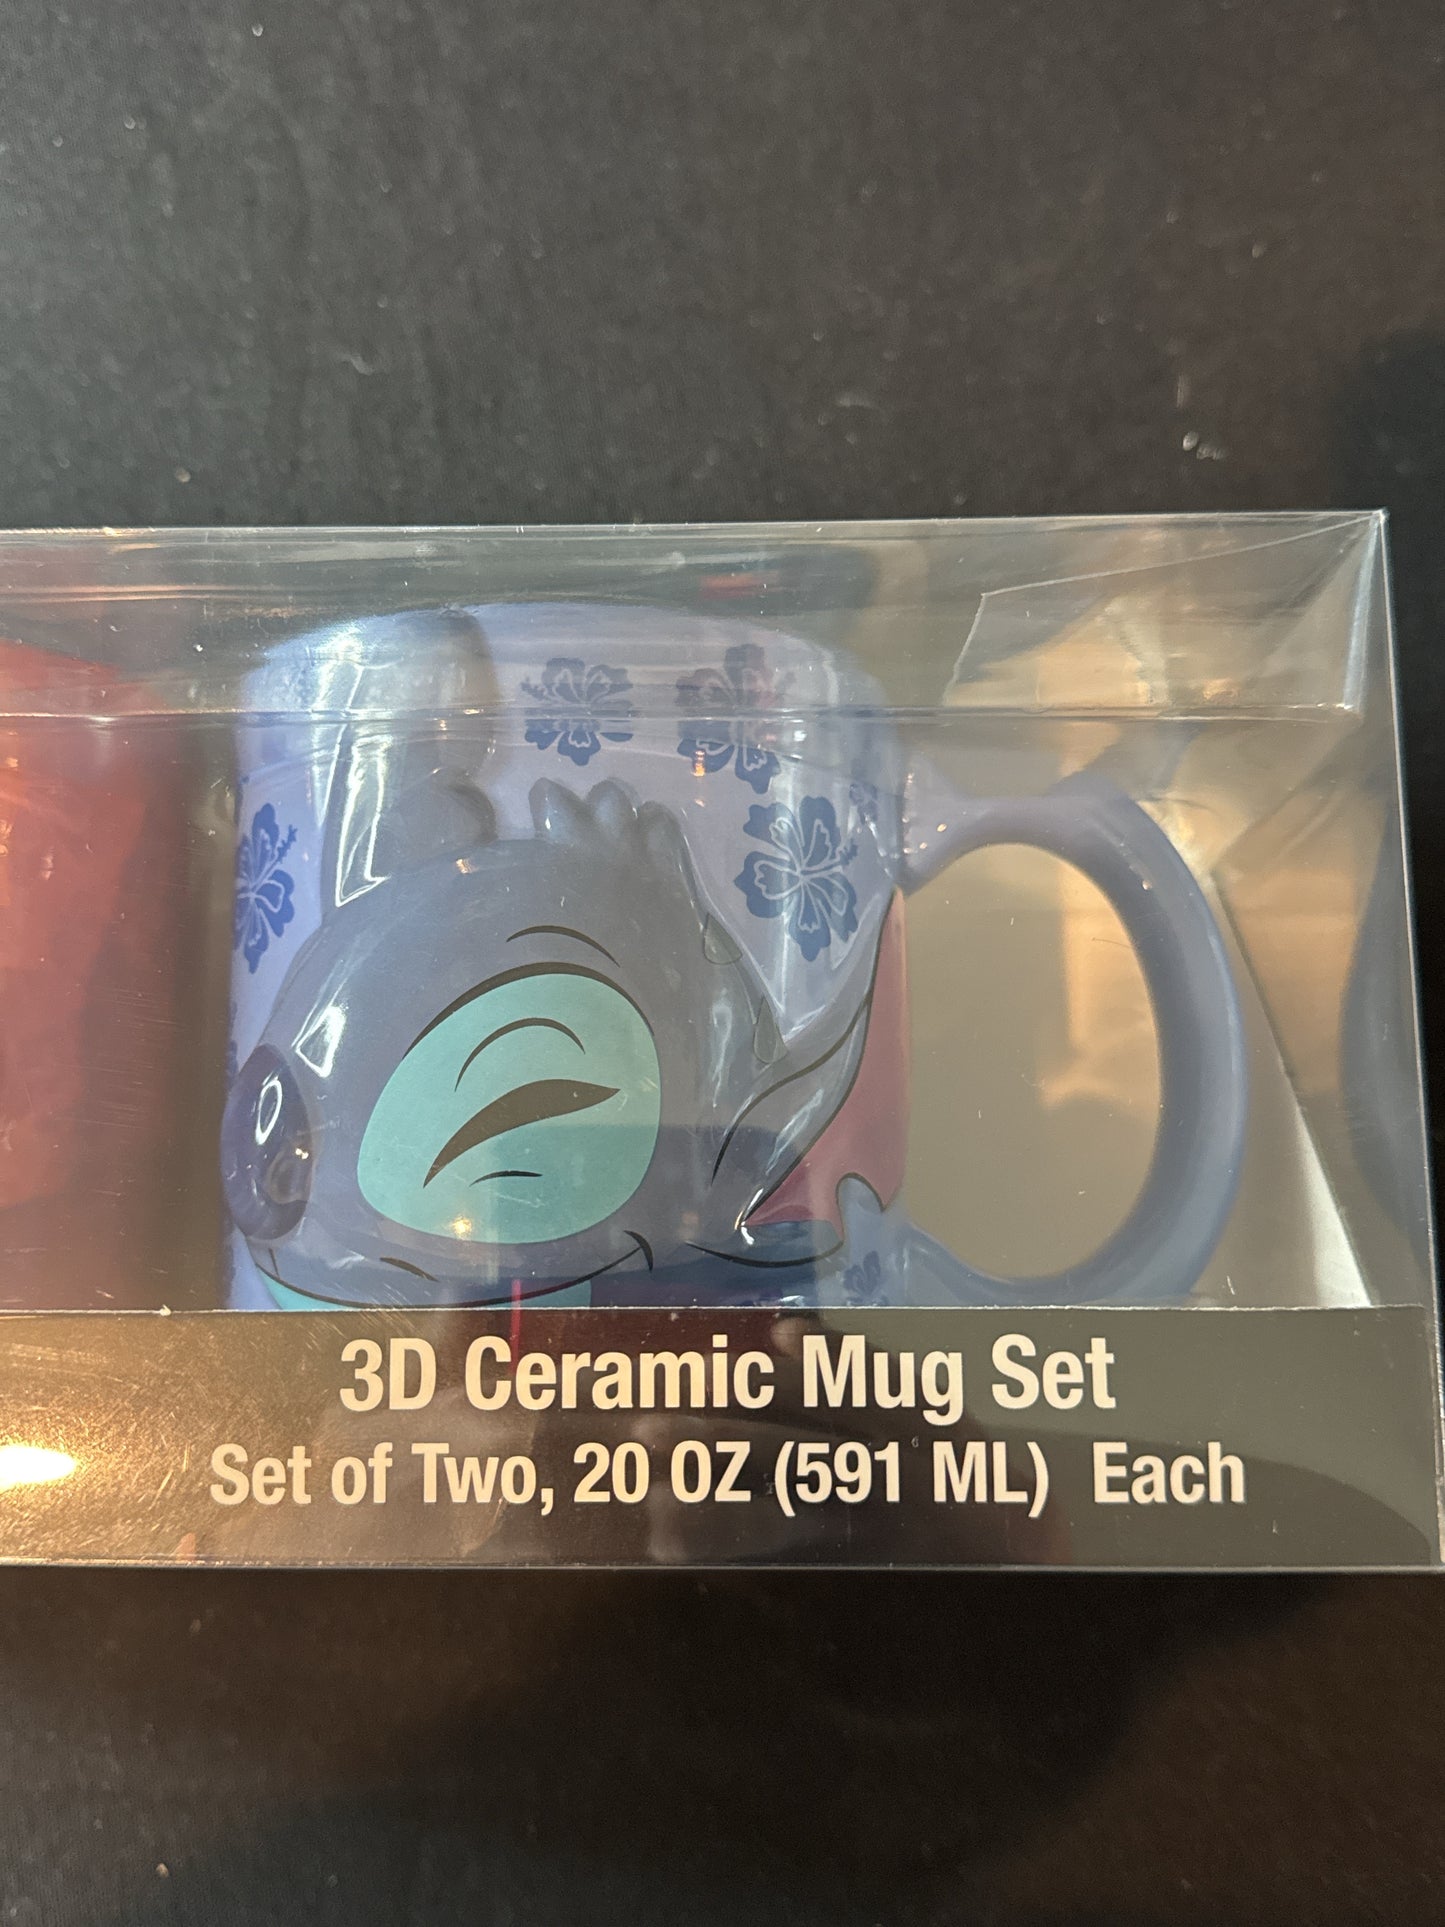 3D Ceramic Mug Set
Set of Two, 20 OZ (591 ML) Each